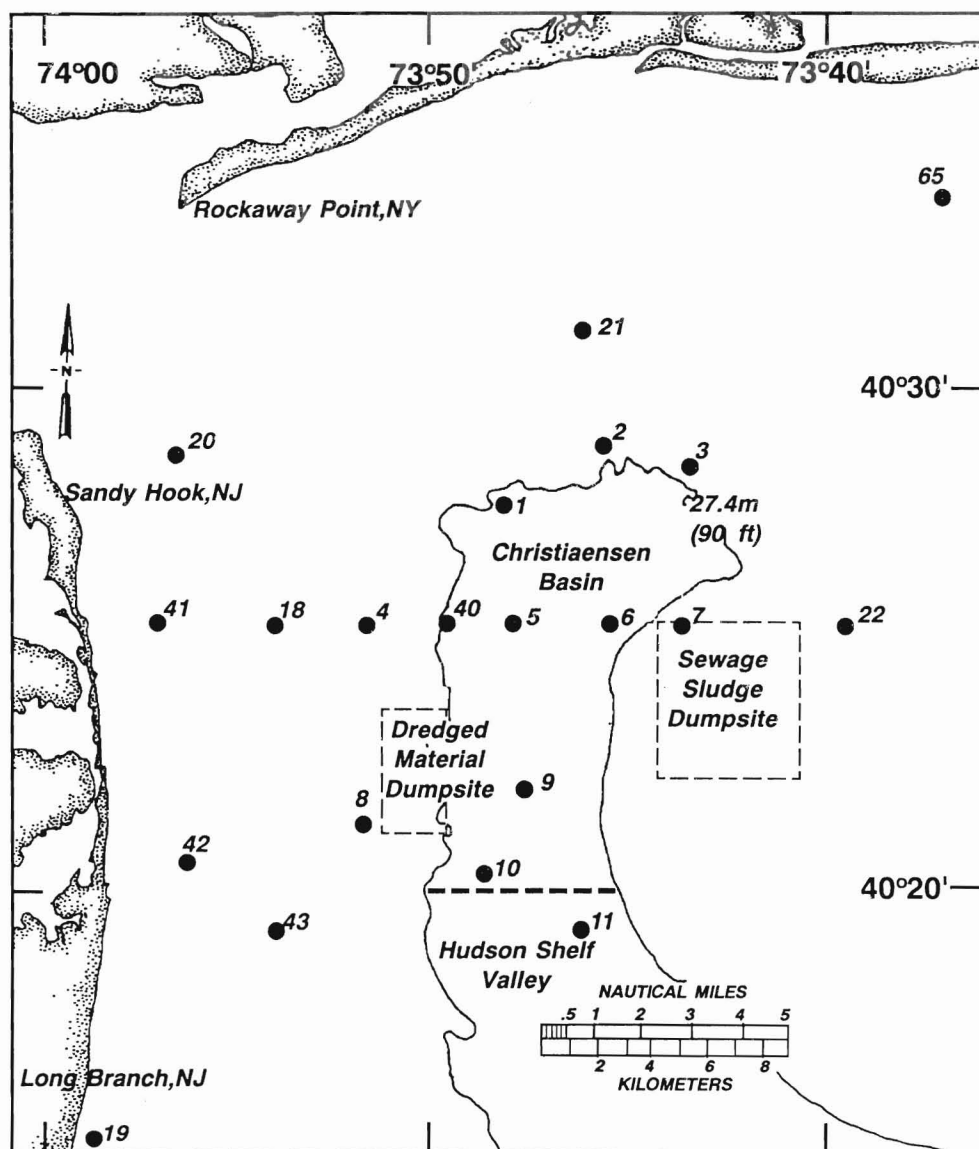 74°00' 73°50' 73°40'
65
Rockaway Point,NY
21
-N-
40°30'
20
2
3
Sandy Hook,NJ
1
27.4m
(90 ft)
Christiaensen
Basin
41 18 4 40 5 6 7 22
Sewage
Sludge
Dumpsite
Dredged
Material
Dumpsite
9
8
42
10
40°20'
43
11
Hudson Shelf
Valley
NAUTICAL MILES
.5 1 2 3 4 5
2 4 6 8
KILOMETERS
Long Branch,NJ
19